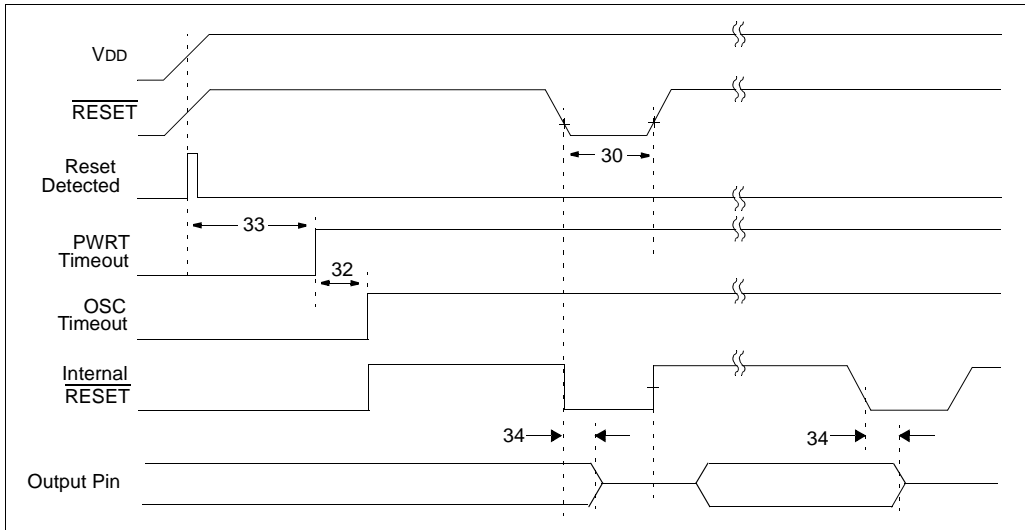 VDD
RESET
Reset
Detected
30
33
PWRT
Timeout
32
OSC
Timeout
Internal
RESET
34
34
Output Pin